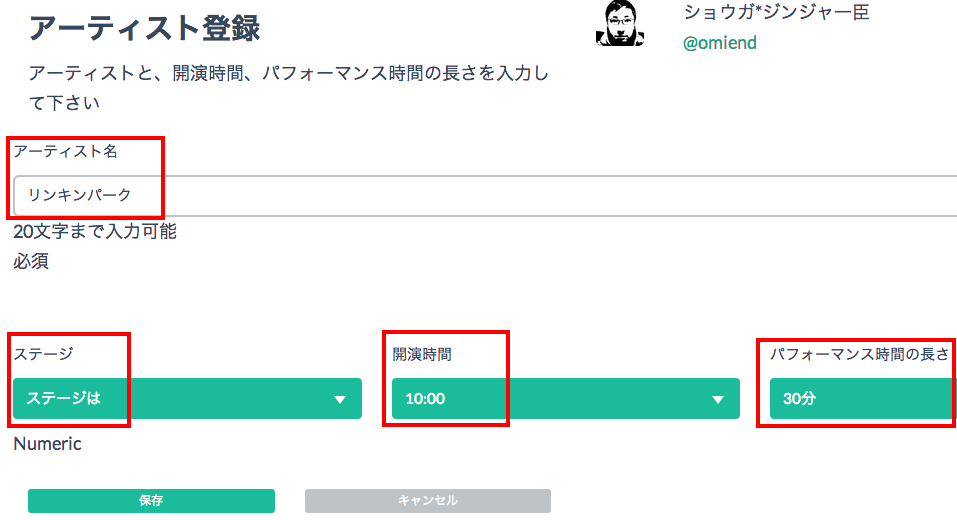 アーティスト登録
ショウガ*ジンジャー臣
@omiend
アーティストと、開演時間、パフォーマンス時間の長さを入力し
て下さい
アーティスト名
リンキンパーク
20文字まで入力可能
必須
ステージ
開演時間
パフォーマンス時間の長さ
ステージは
10:00
30分
Numeric
保存
キャンセル